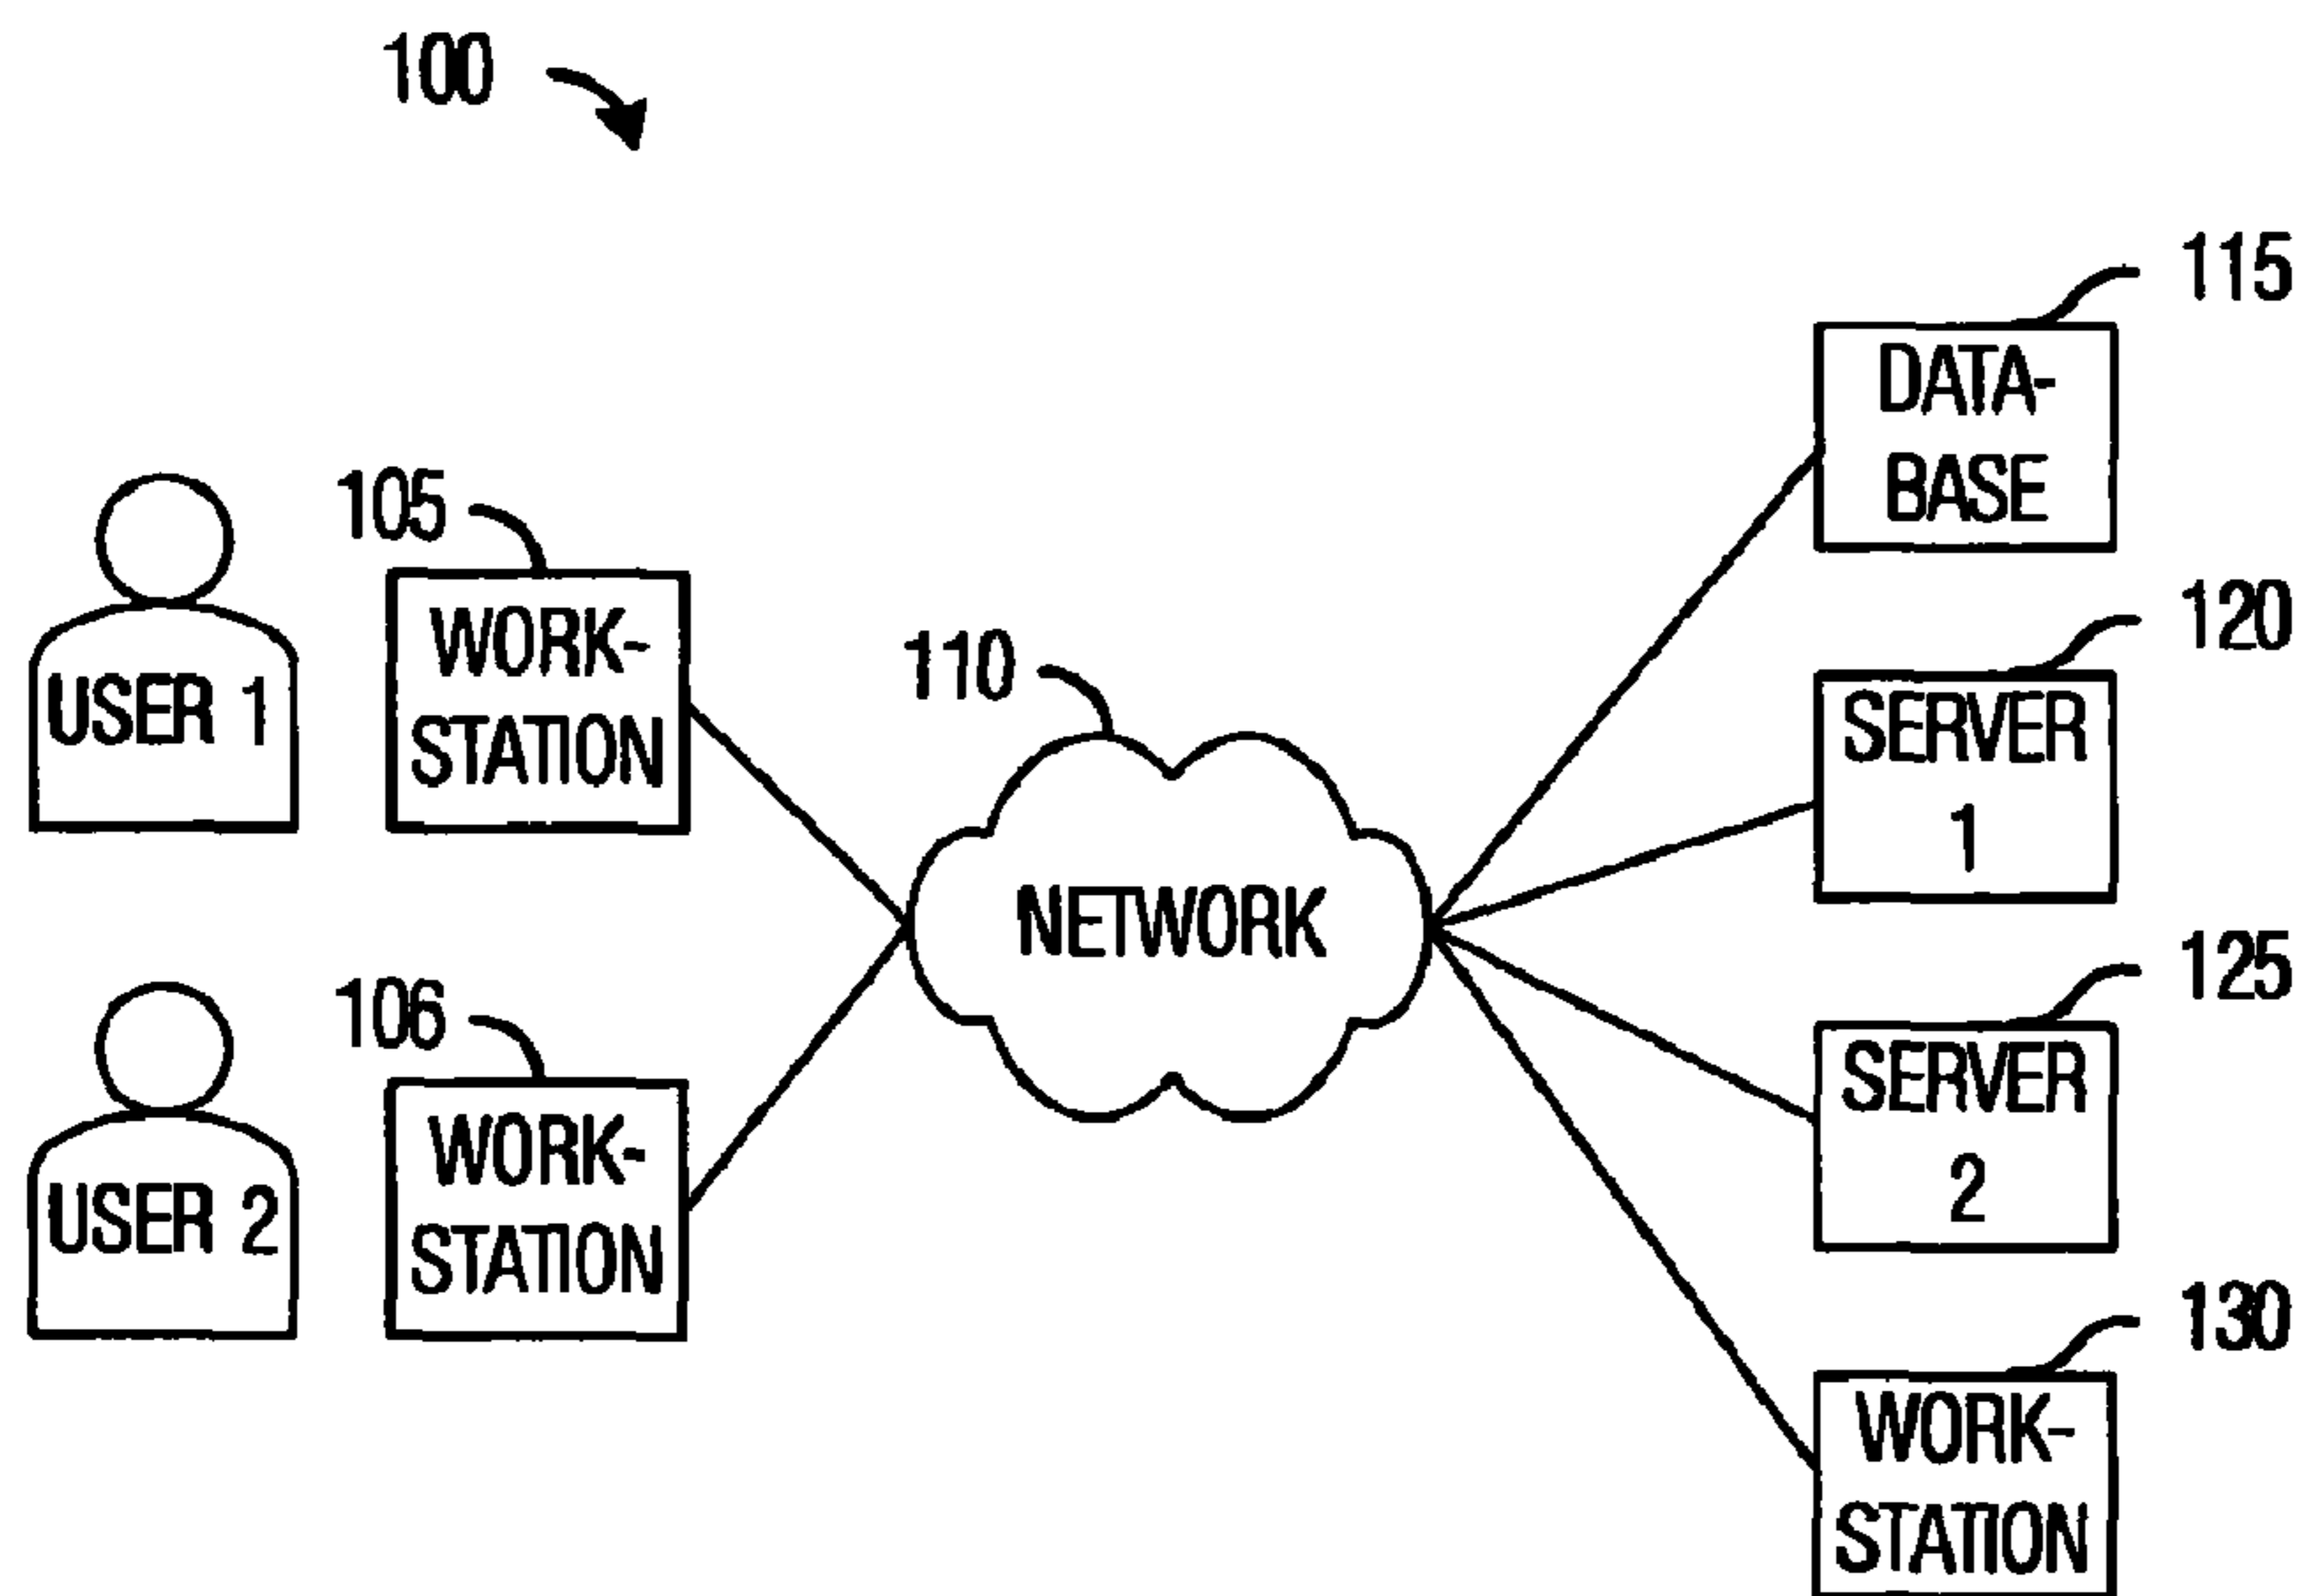 100
115
DATA-
BASE
105
WORK-
STATION
USER 1
110
NETWORK
120
SERVER
1
106
WORK-
STATION
USER 2
125
SERVER
2
130
WORK-
STATION